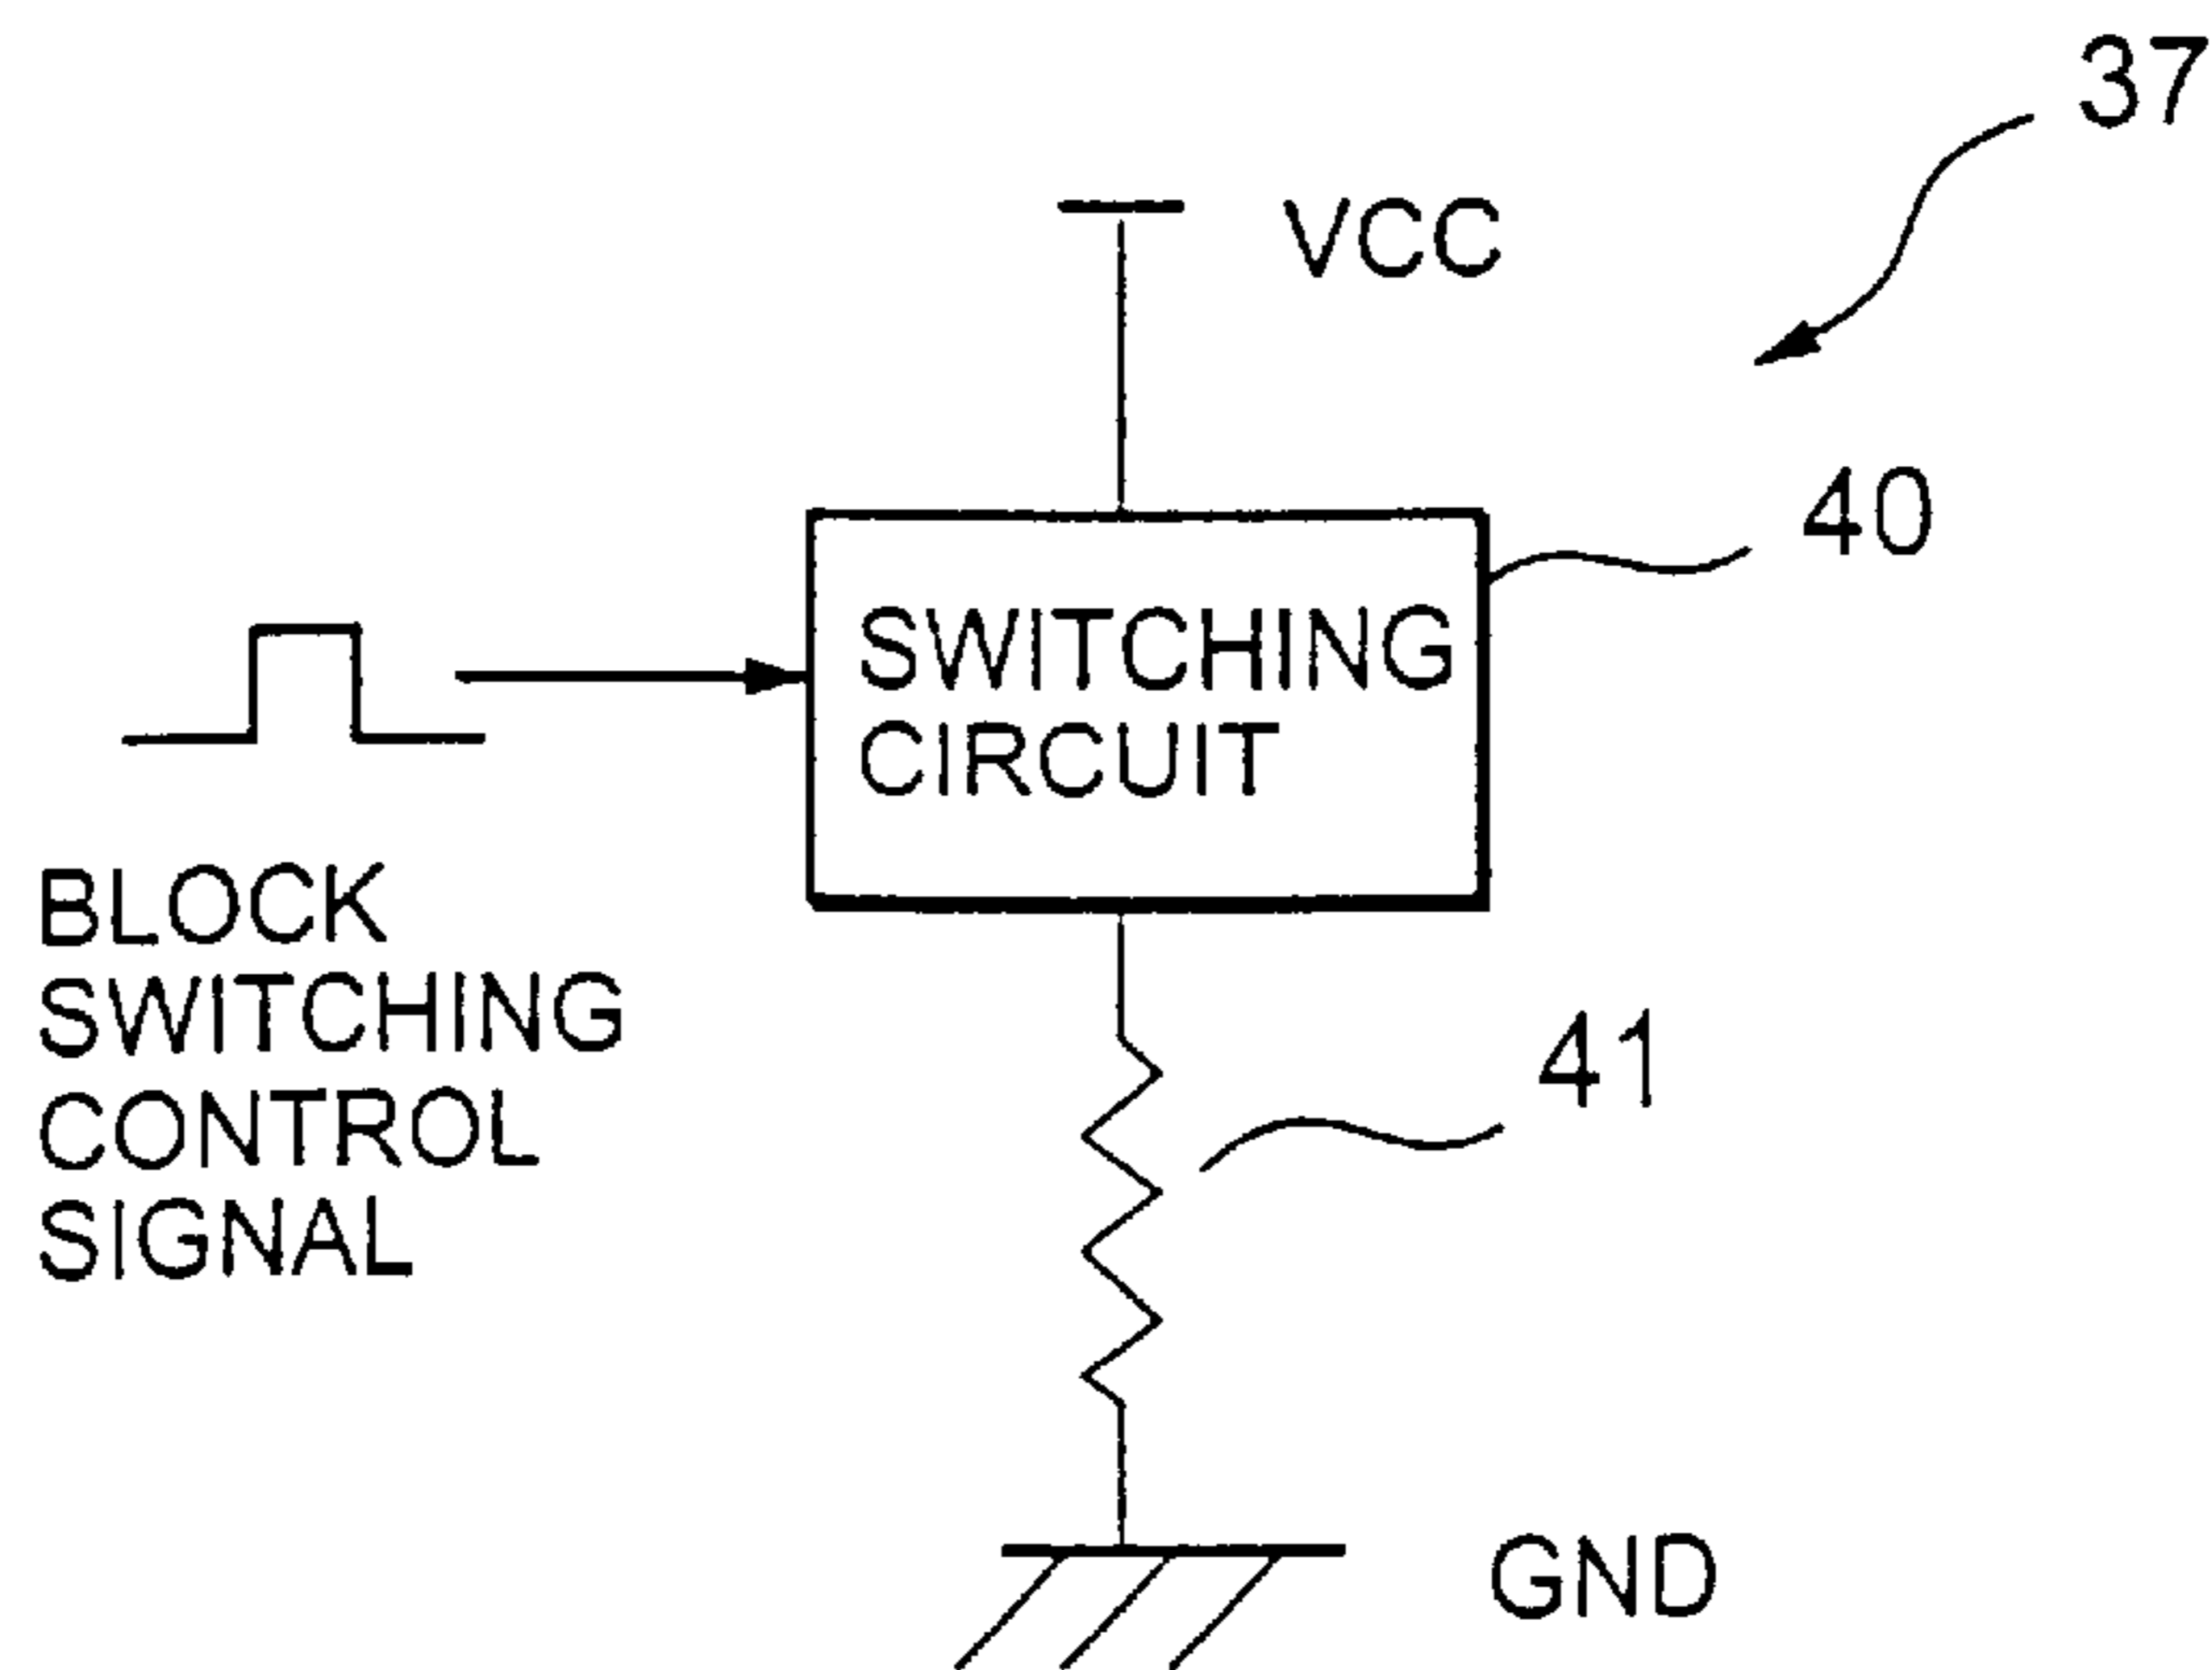 37
VCC
40
SWITCHING
CIRCUIT
BLOCK
SWITCHING
CONTROL
SIGNAL
41
GND